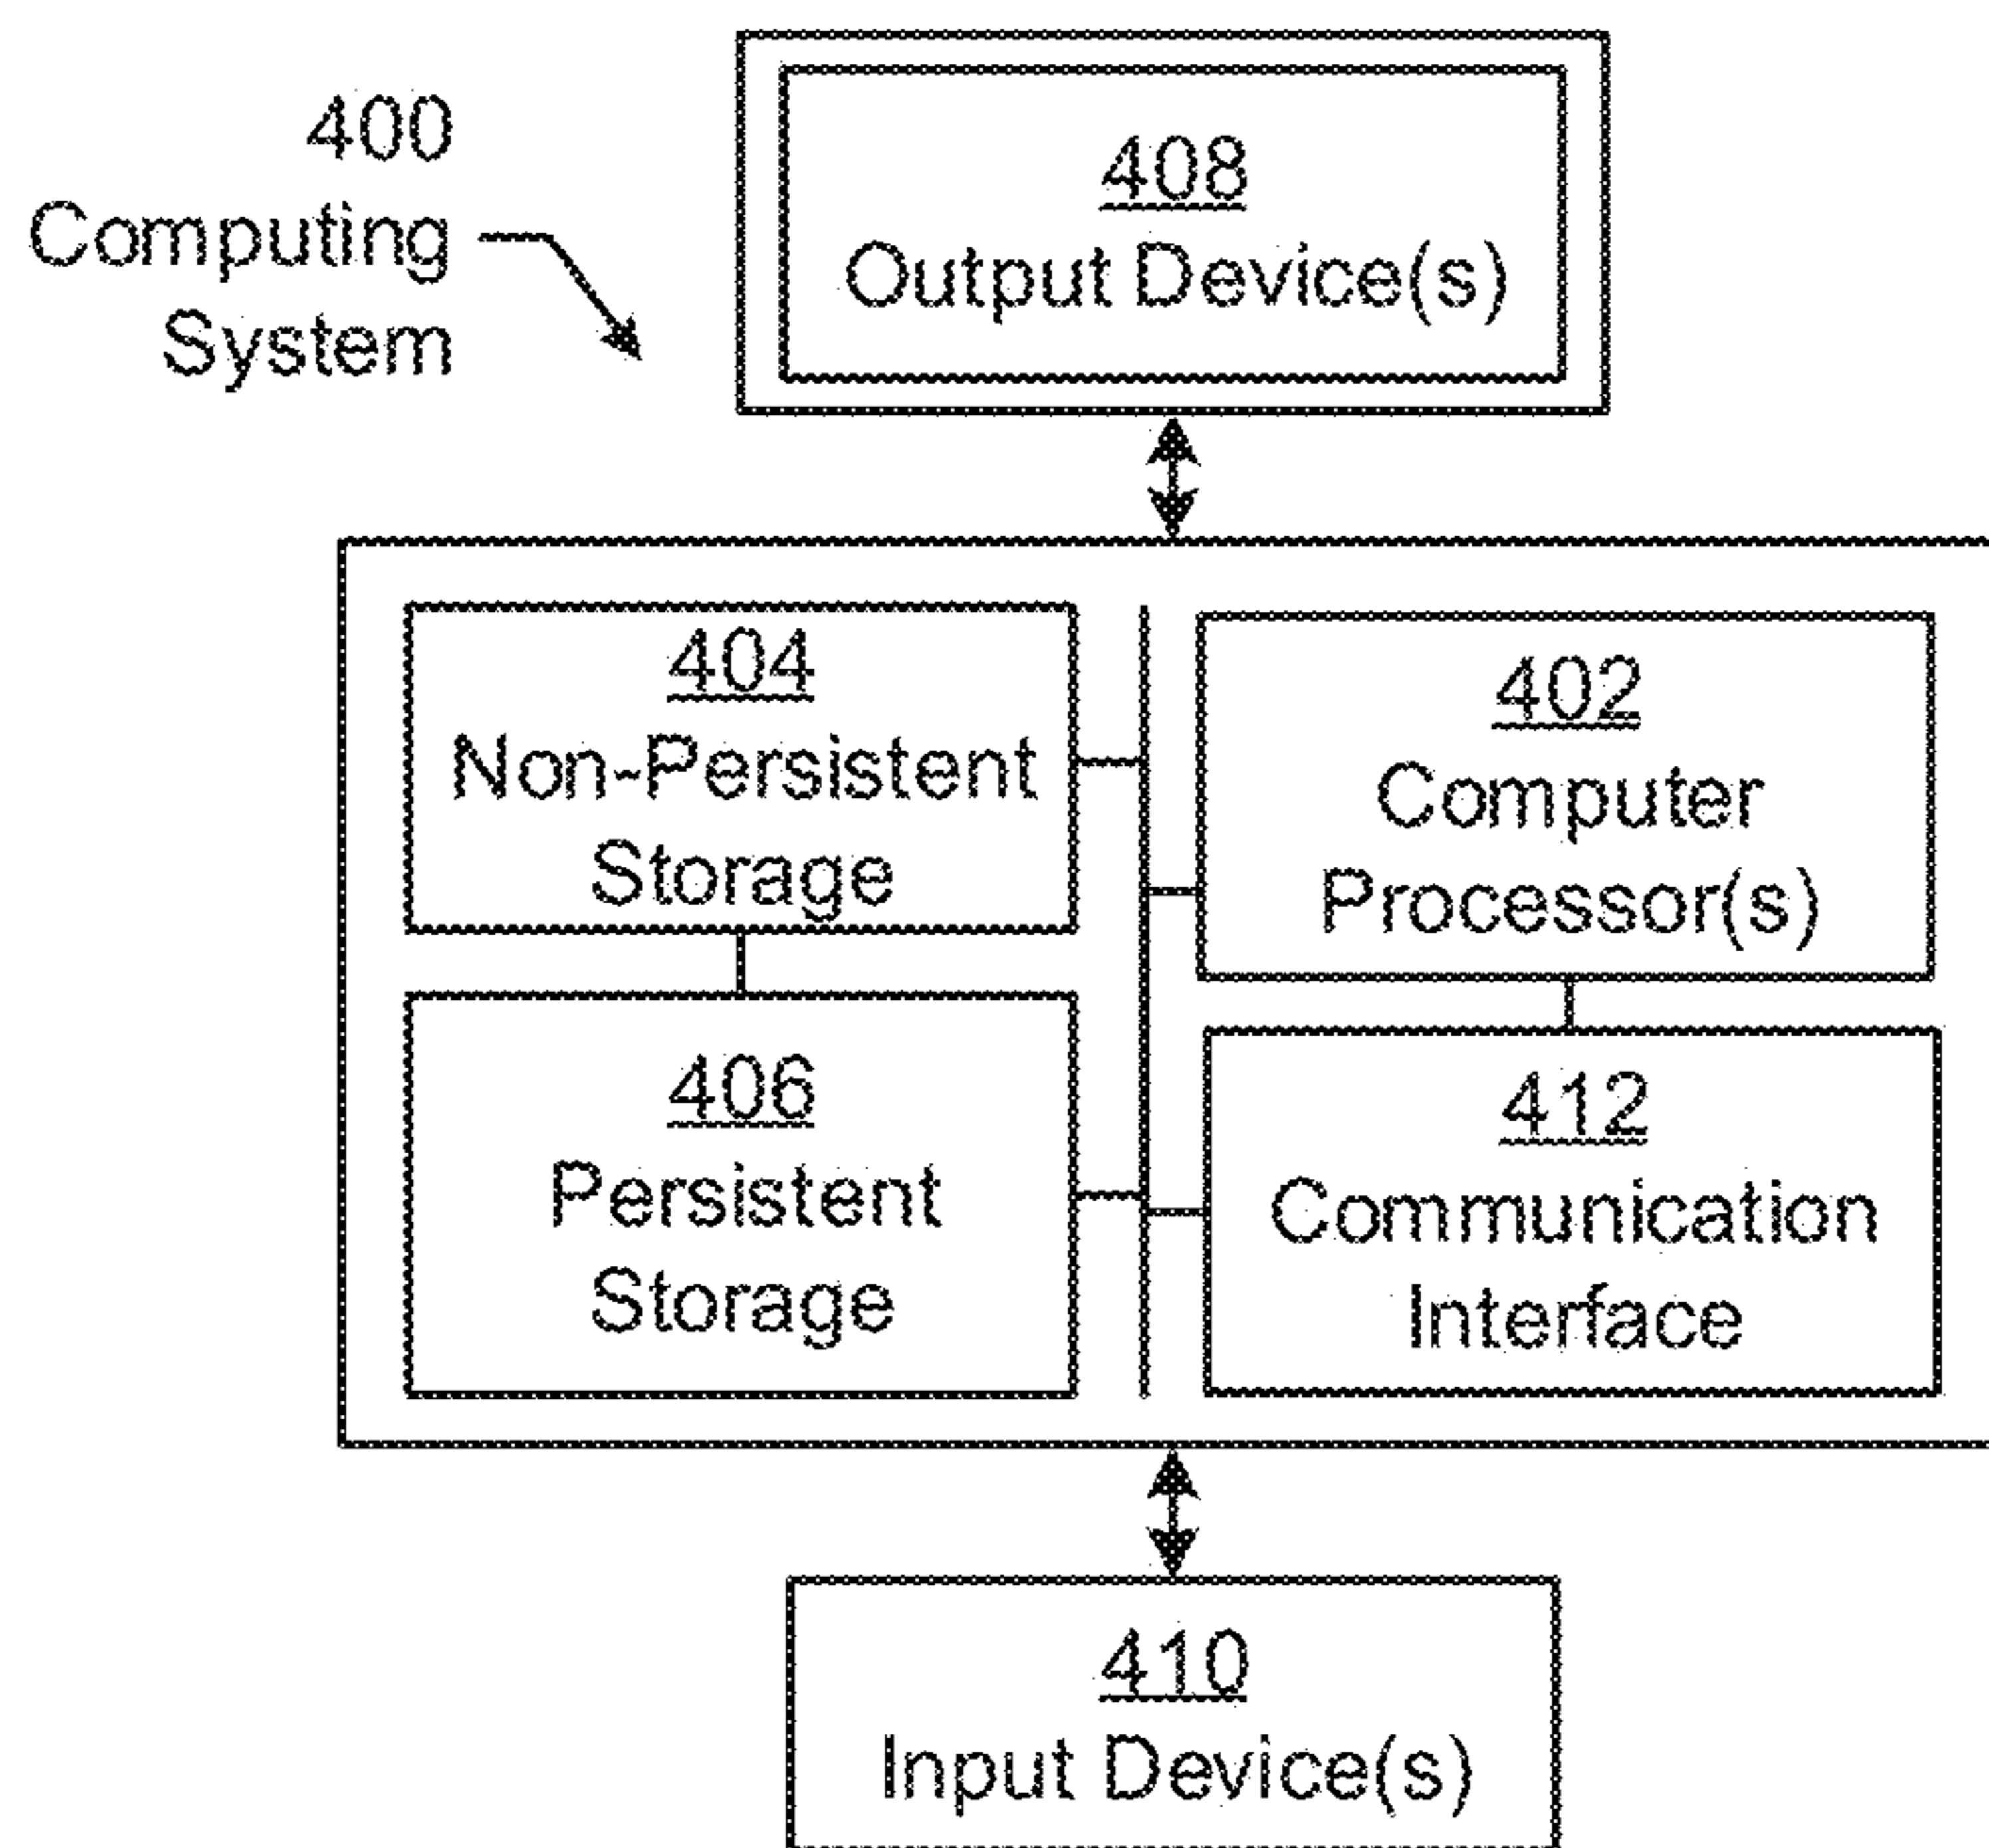 400
Computing
System
408
Output Device(s)
404
Non-Persistent
Storage
402
Computer
Processor(s)
406
Persistent
Storage
412
Communication
Interface
410
Input Device(s)